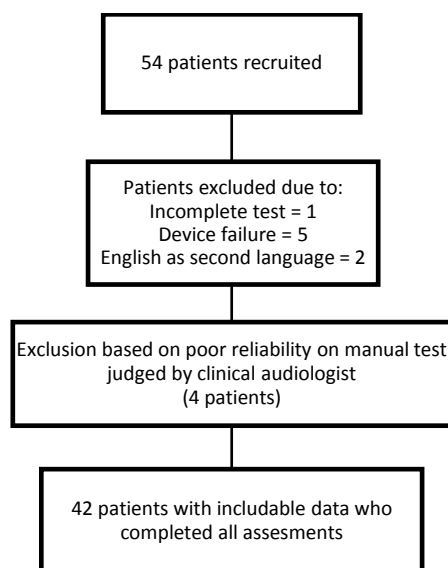 54 patients recruited
Patients excluded due to:
Incomplete test = 1
Device failure = 5
English as second language = 2
Exclusion based on poor reliability on manual test
judged by clinical audiologist
(4 patients)
42 patients with includable data who
completed all assesments